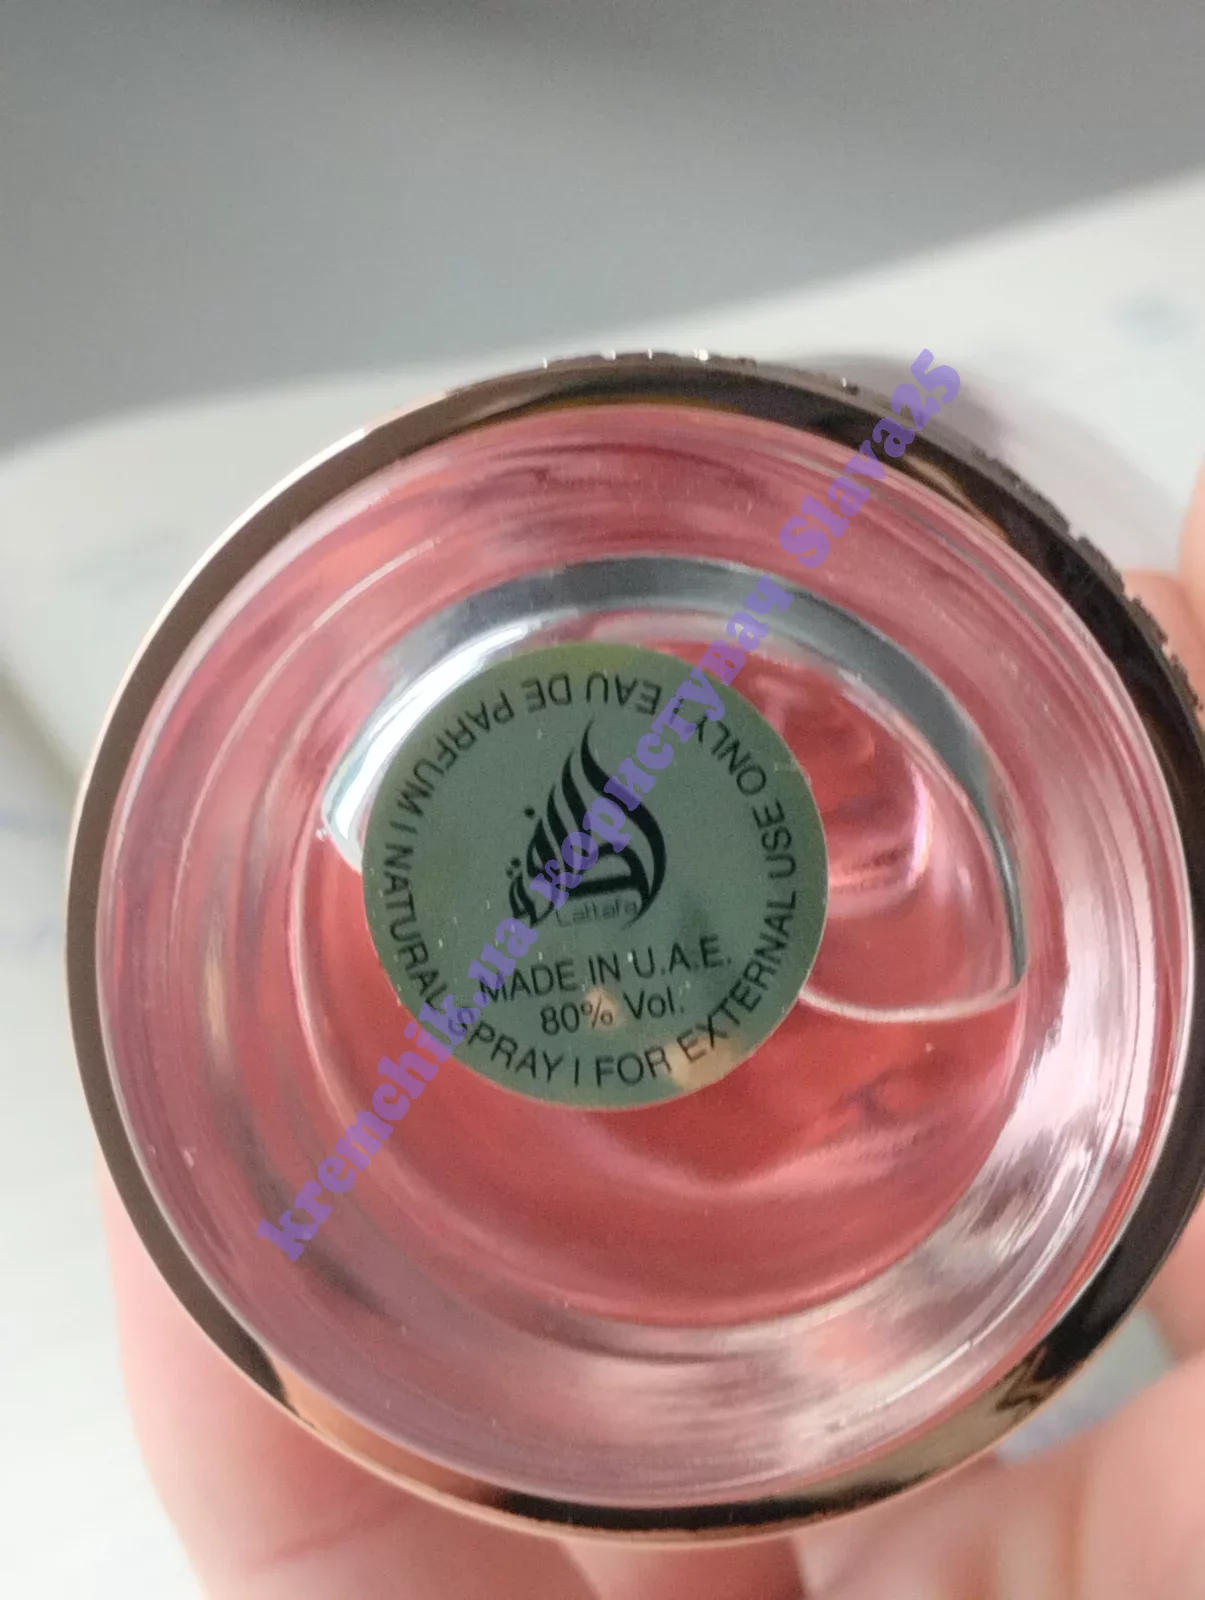 EAU DE PARFUM | NATURAL SPRAY | FOR EXTERNAL USE ONLY
Lattafa
MADE IN U.A.E.
80% Vol.
kremchik.ua користувач Slava25